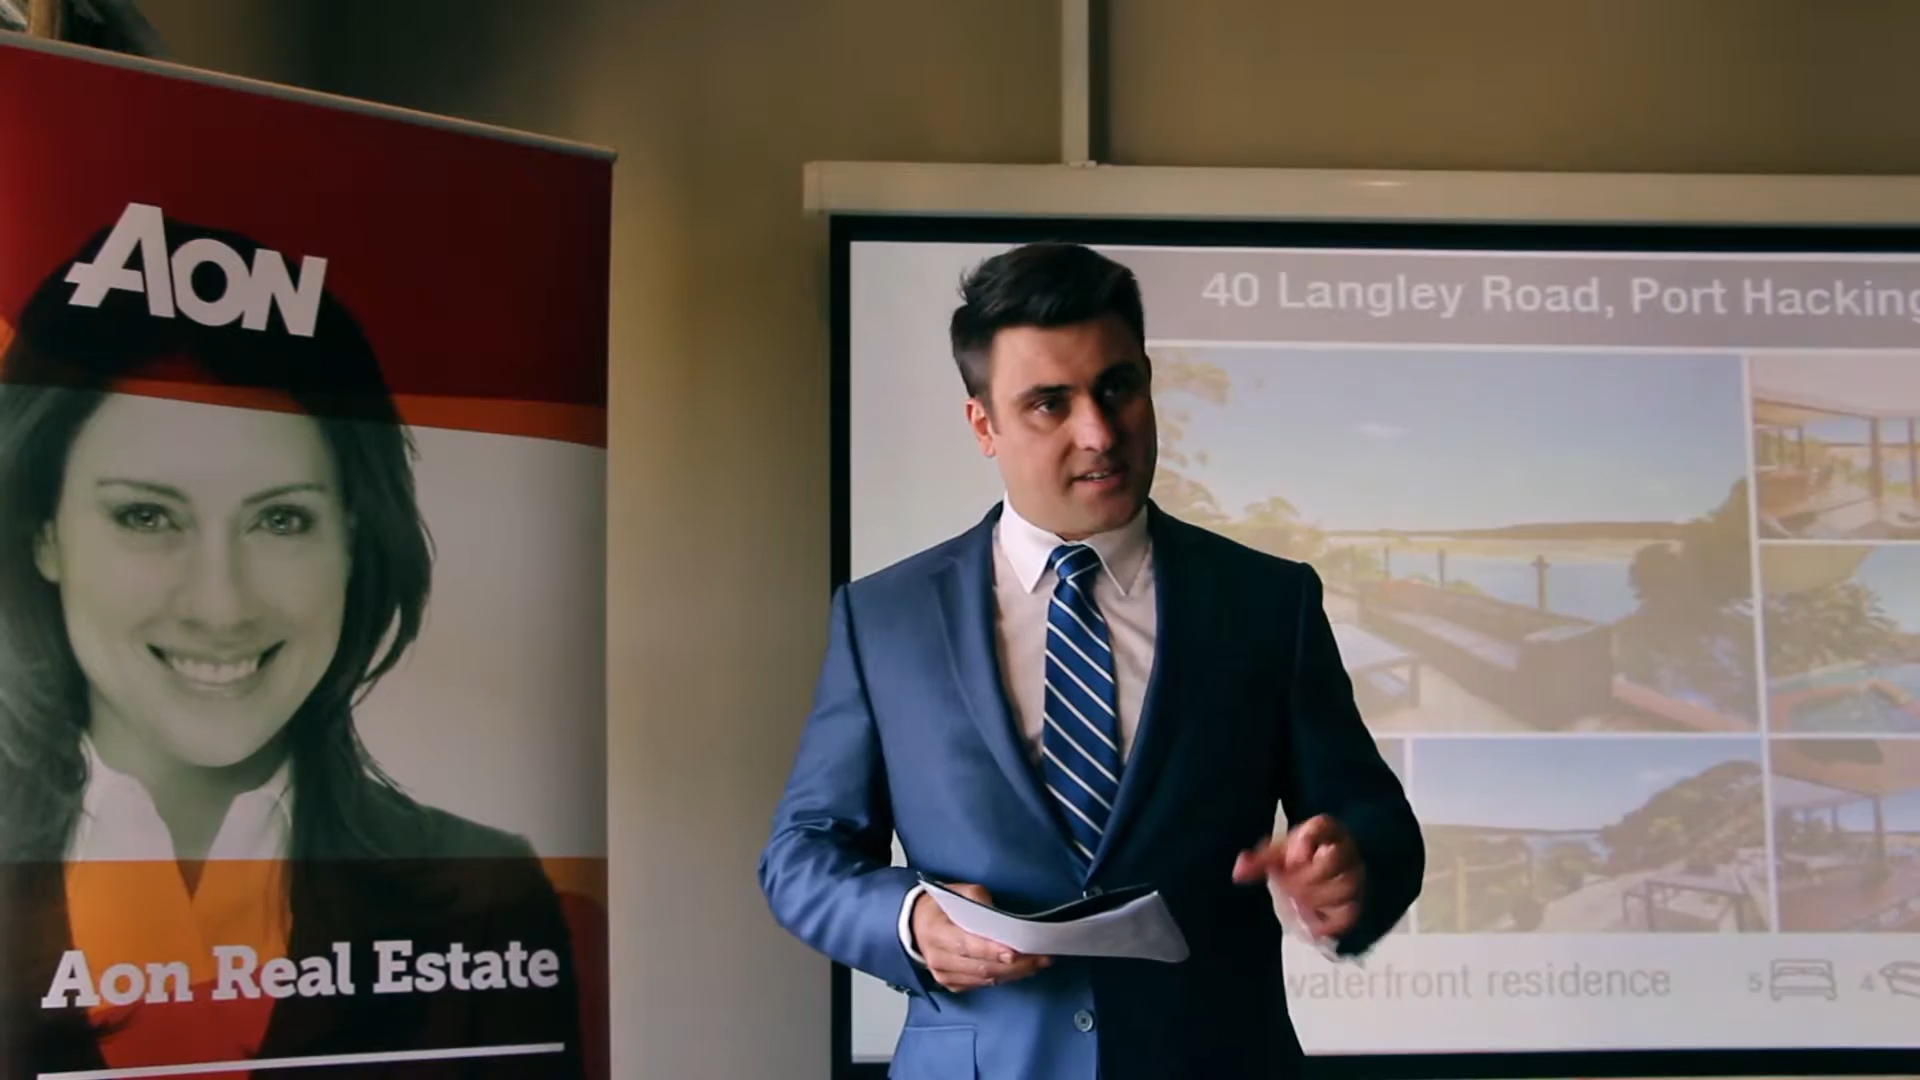 AON
Aon Real Estate
40 Langley Road, Port Hacking
waterfront residence 5 4